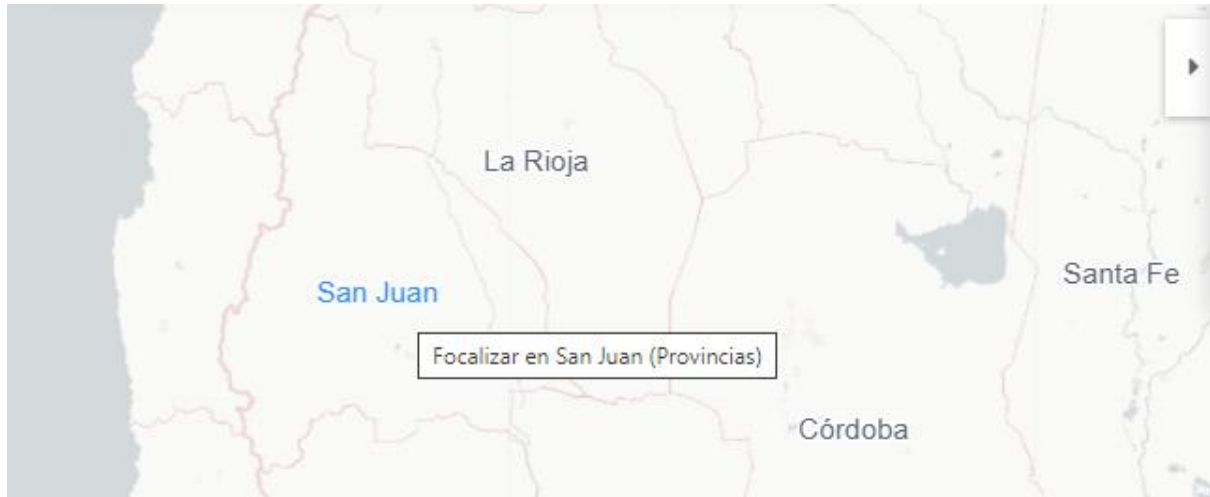 La Rioja
Santa Fe
San Juan
Focalizar en San Juan (Provincias)
Córdoba